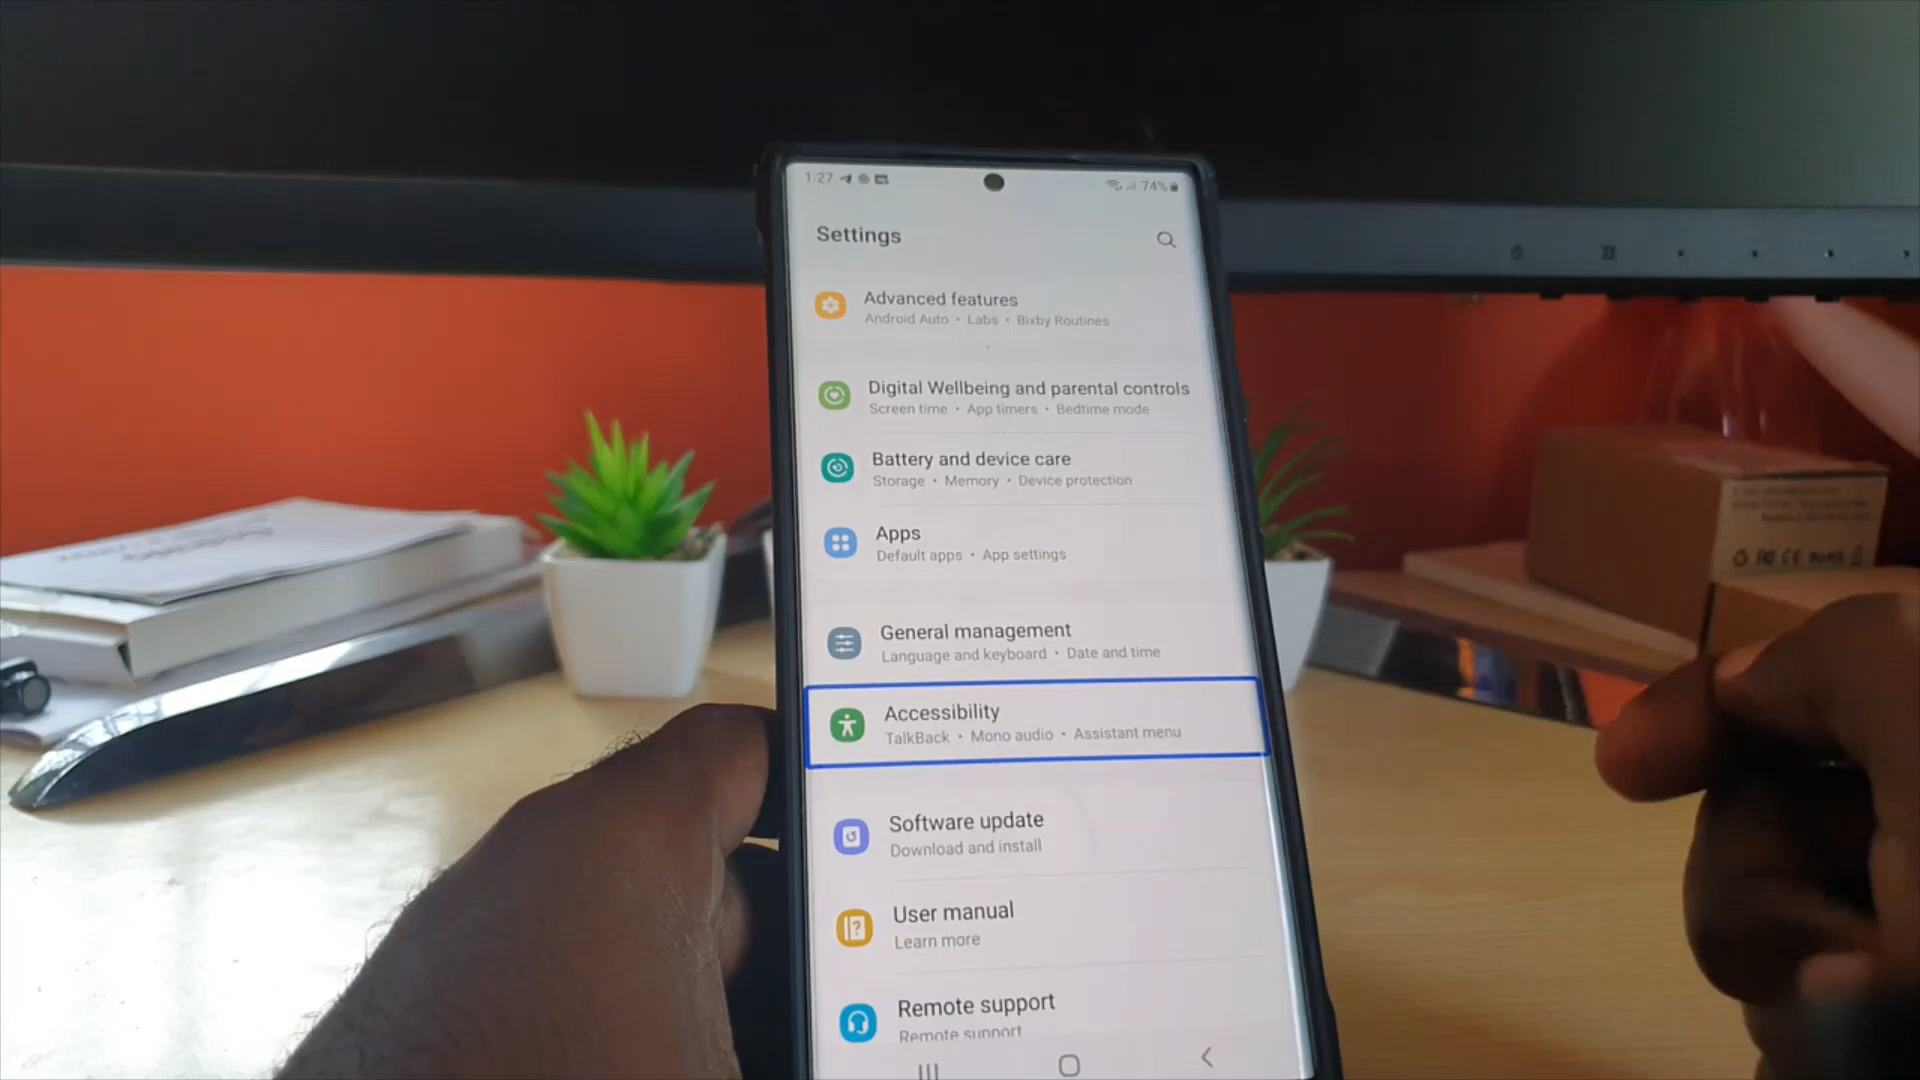 1:27
74%
Settings
Advanced features
Android Auto • Labs • Bixby Routines
Digital Wellbeing and parental controls
Screen time • App timers • Bedtime mode
Battery and device care
Storage • Memory • Device protection
Apps
Default apps • App settings
General management
Language and keyboard • Date and time
Accessibility
TalkBack • Mono audio • Assistant menu
Software update
Download and install
User manual
Learn more
Remote support
Remote support